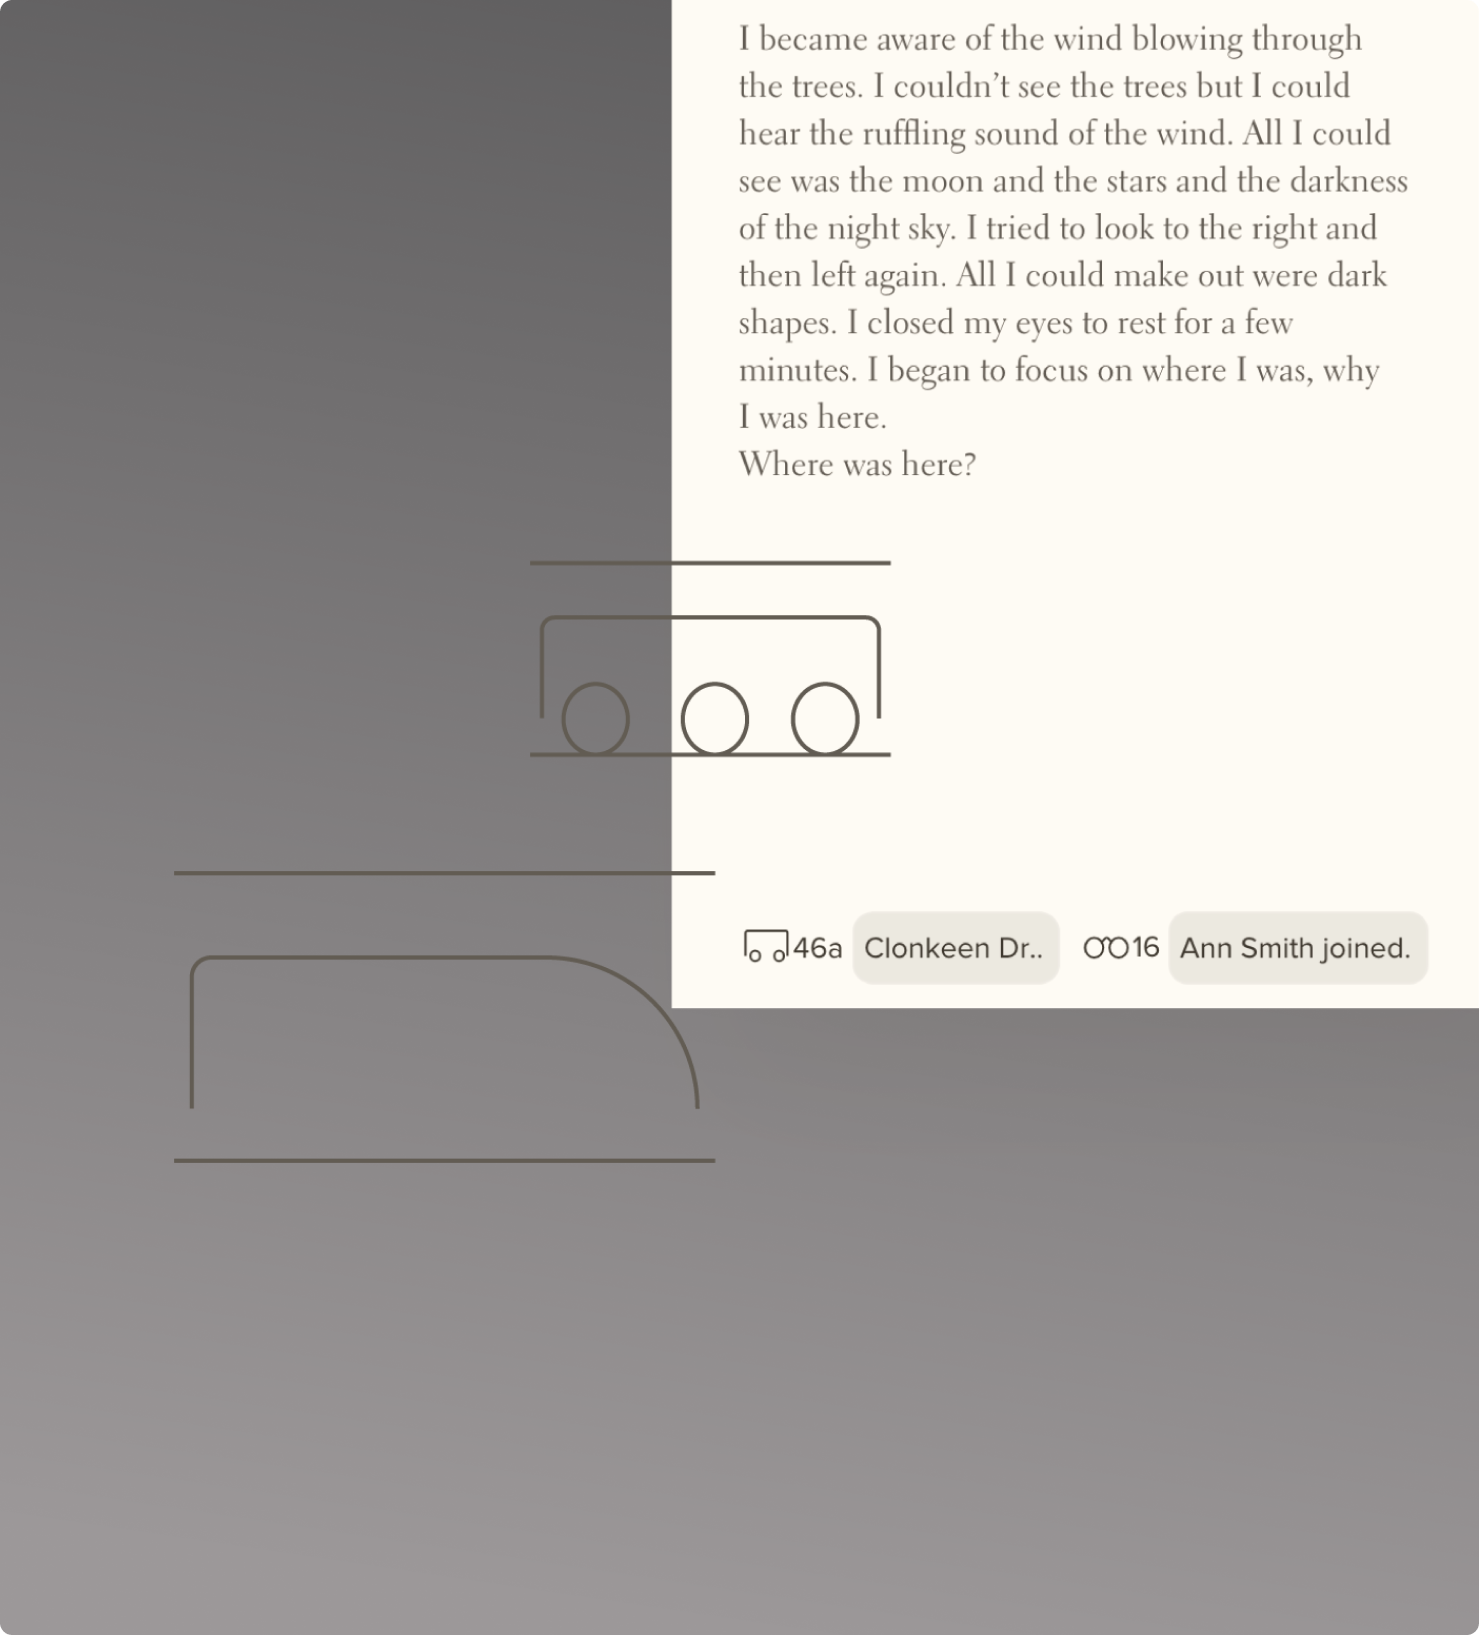 I became aware of the wind blowing through
the trees. I couldn’t see the trees but I could
hear the ruffling sound of the wind. All I could
see was the moon and the stars and the darkness
of the night sky. I tried to look to the right and
then left again. All I could make out were dark
shapes. I closed my eyes to rest for a few
minutes. I began to focus on where I was, why
I was here.
Where was here?
46a Clonkeen Dr.. 16 Ann Smith joined.